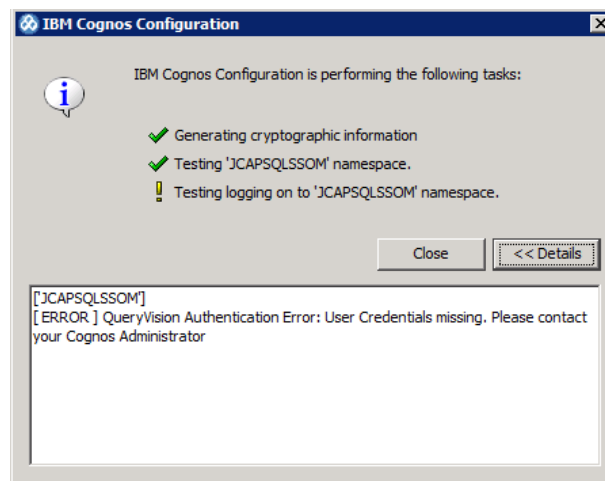 IBM Cognos Configuration
IBM Cognos Configuration is performing the following tasks:
Generating cryptographic information
Testing 'JCAPSQLSSOM' namespace.
Testing logging on to 'JCAPSQLSSOM' namespace.
Close
<< Details
['JCAPSQLSSOM']
[ ERROR ] QueryVision Authentication Error: User Credentials missing. Please contact
your Cognos Administrator